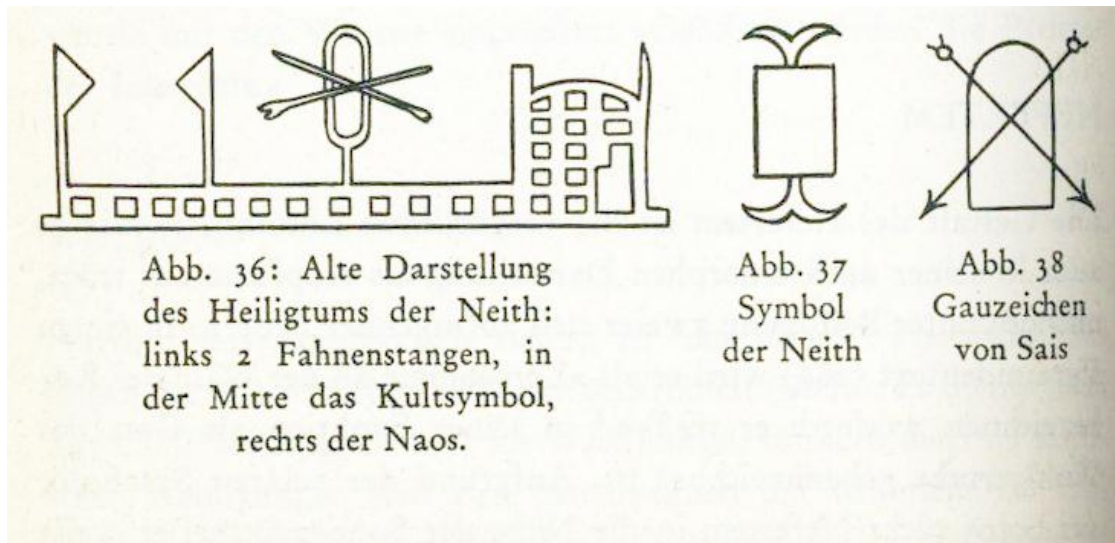 Abb. 36: Alte Darstellung
des Heiligtums der Neith:
links 2 Fahnenstangen, in
der Mitte das Kultsymbol,
rechts der Naos.
Abb. 37
Symbol
der Neith
Abb. 38
Gauzeichen
von Sais